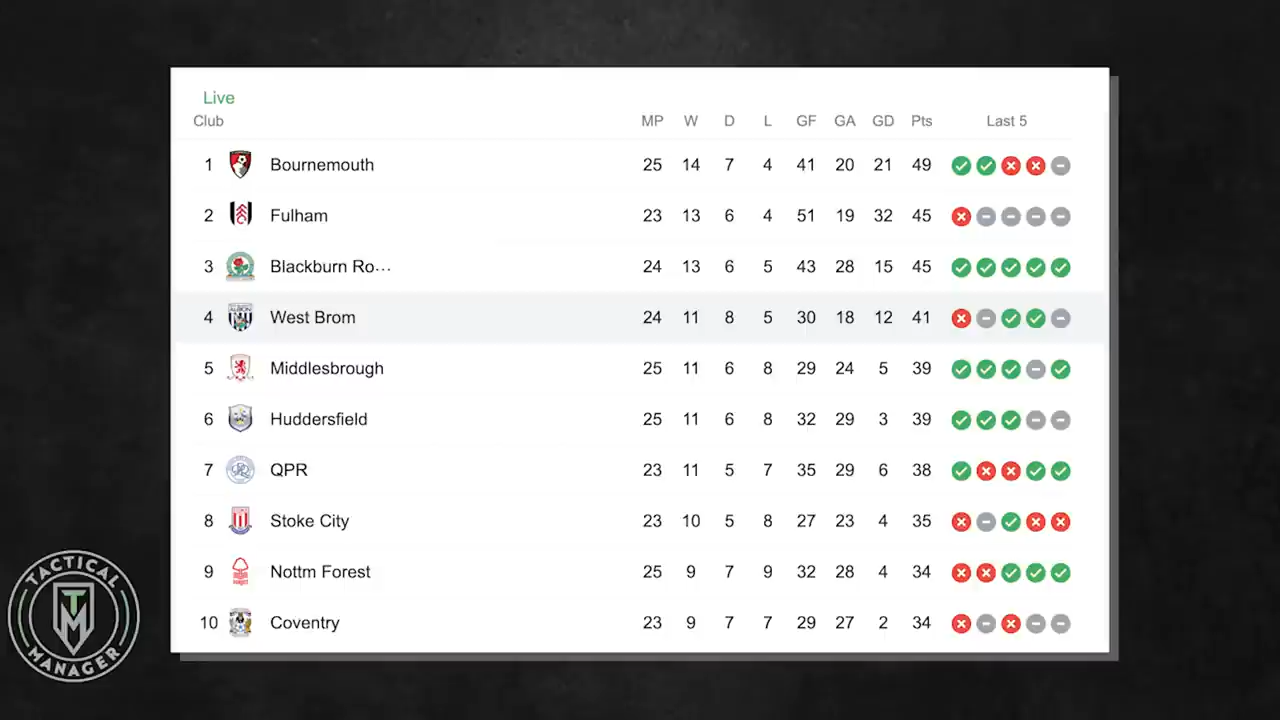 Live
Club MP W D L GF GA GD Pts Last 5
1 Bournemouth 25 14 7 4 41 20 21 49
2 Fulham 23 13 6 4 51 19 32 45
3 Blackburn Ro... 24 13 6 5 43 28 15 45
4 West Brom 24 11 8 5 30 18 12 41
5 Middlesbrough 25 11 6 8 29 24 5 39
6 Huddersfield 25 11 6 8 32 29 3 39
7 QPR 23 11 5 7 35 29 6 38
8 Stoke City 23 10 5 8 27 23 4 35
9 Nottm Forest 25 9 7 9 32 28 4 34
10 Coventry 23 9 7 7 29 27 2 34
TACTICAL
TM
MANAGER